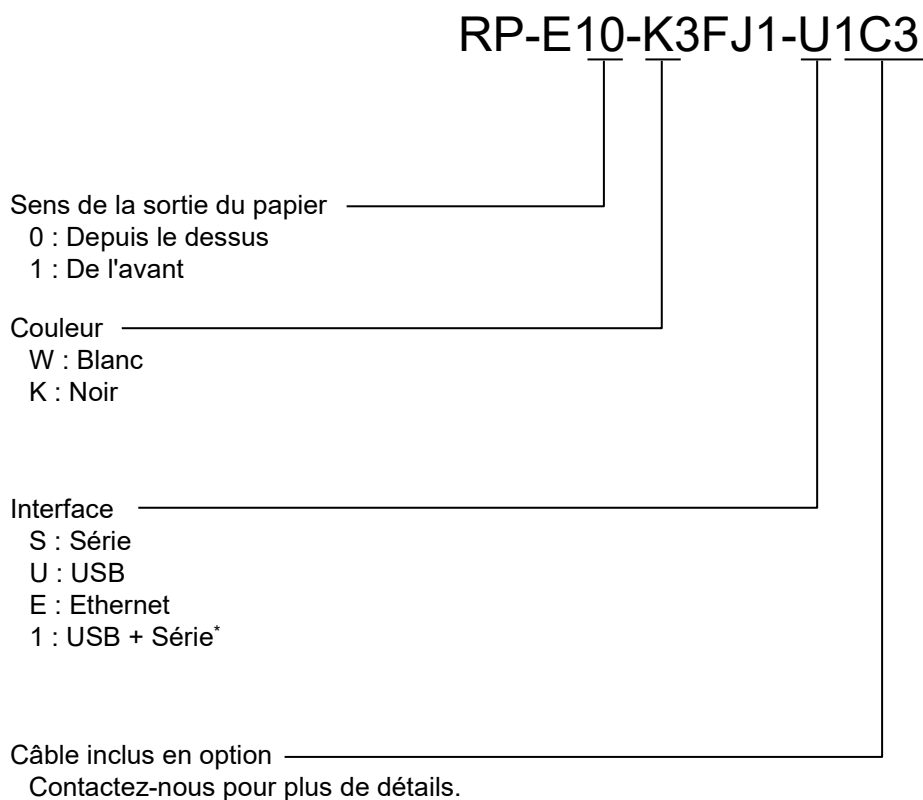 RP-E10-K3FJ1-U1C3
Sens de la sortie du papier
0 : Depuis le dessus
1 : De l'avant
Couleur
W : Blanc
K : Noir
Interface
S : Série
U : USB
E : Ethernet
1 : USB + Série*
Câble inclus en option
Contactez-nous pour plus de détails.